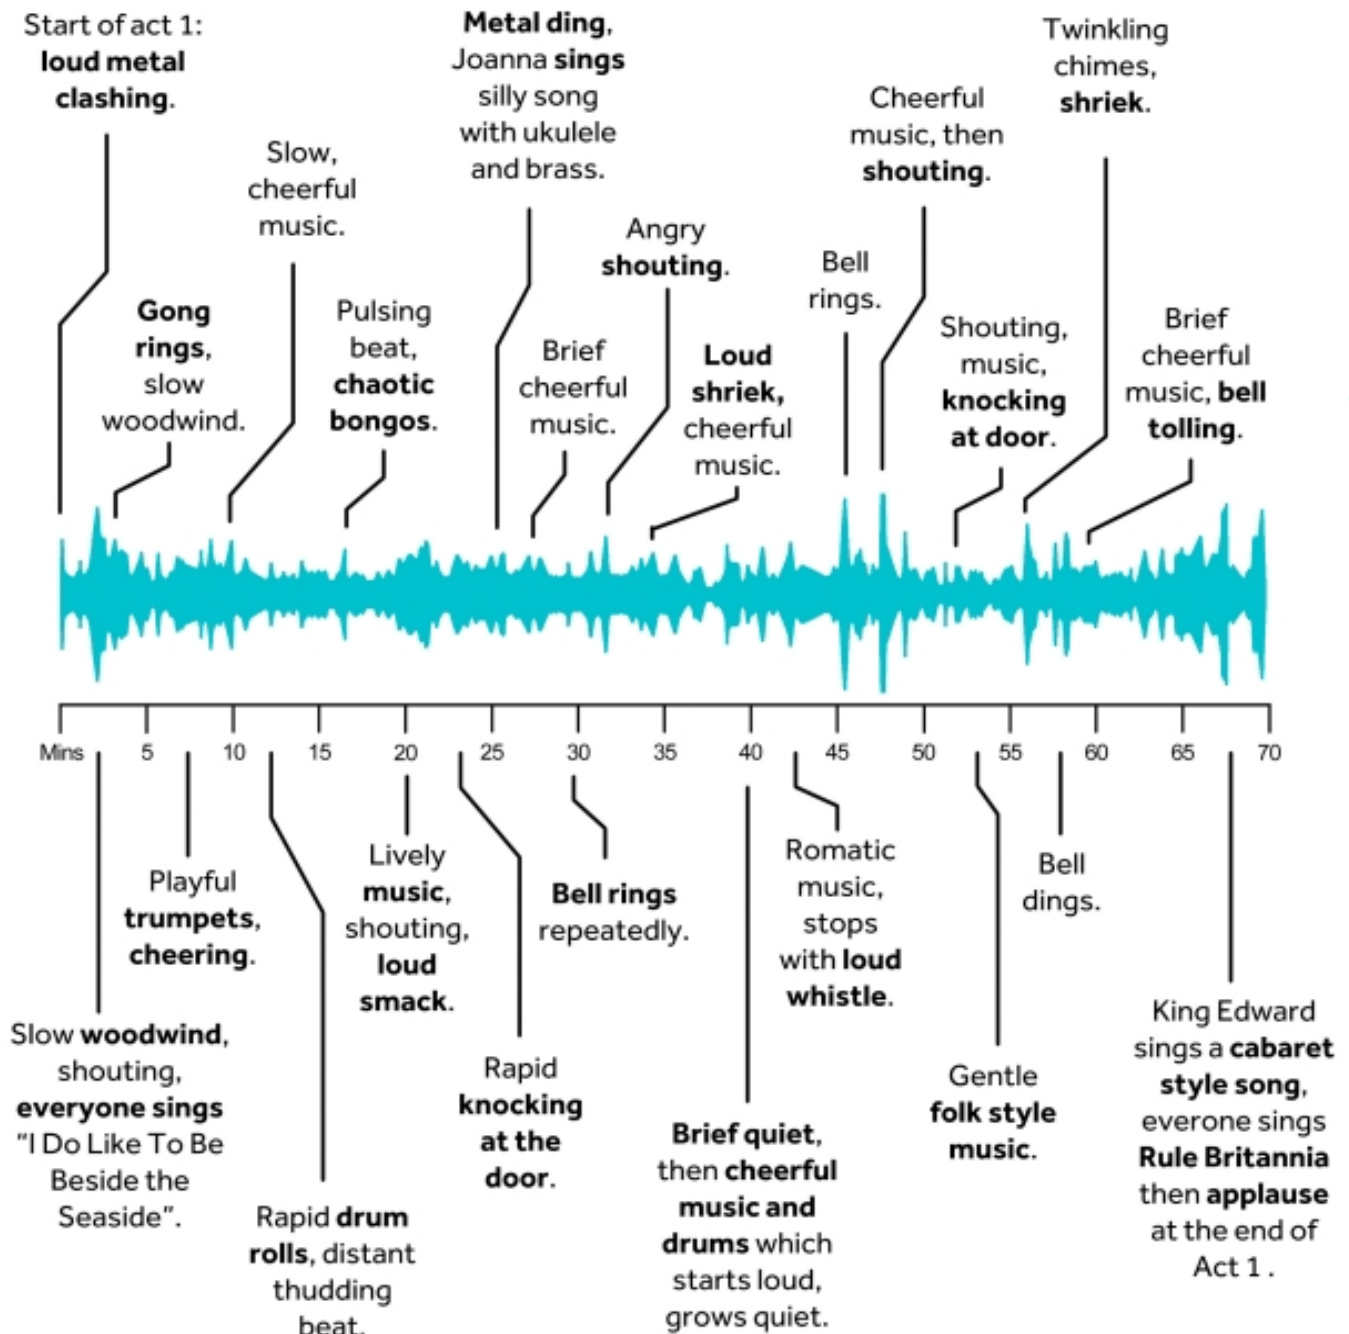 Start of act 1:
loud metal
clashing.
Gong
rings,
slow
woodwind.
Slow,
cheerful
music.
Pulsing
beat,
chaotic
bongos.
Metal ding,
Joanna sings
silly song
with ukulele
and brass.
Brief
cheerful
music.
Angry
shouting.
Loud
shriek,
cheerful
music.
Bell
rings.
Cheerful
music, then
shouting.
Shouting,
music,
knocking
at door.
Twinkling
chimes,
shriek.
Brief
cheerful
music, bell
tolling.
Mins 5 10 15 20 25 30 35 40 45 50 55 60 65 70
Slow woodwind,
shouting,
everyone sings
"I Do Like To Be
Beside the
Seaside".
Playful
trumpets,
cheering.
Rapid drum
rolls, distant
thudding
beat.
Lively
music,
shouting,
loud
smack.
Rapid
knocking
at the
door.
Bell rings
repeatedly.
Brief quiet,
then cheerful
music and
drums which
starts loud,
grows quiet.
Romatic
music,
stops
with loud
whistle.
Gentle
folk style
music.
Bell
dings.
King Edward
sings a cabaret
style song,
everone sings
Rule Britannia
then applause
at the end of
Act 1 .